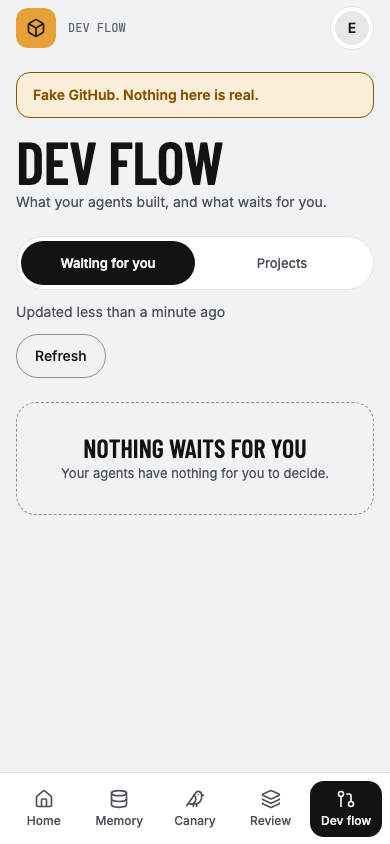 DEV FLOW
E
Fake GitHub. Nothing here is real.
DEV FLOW
What your agents built, and what waits for you.
Waiting for you
Projects
Updated less than a minute ago
Refresh
NOTHING WAITS FOR YOU
Your agents have nothing for you to decide.
Home
Memory
Canary
Review
Dev flow